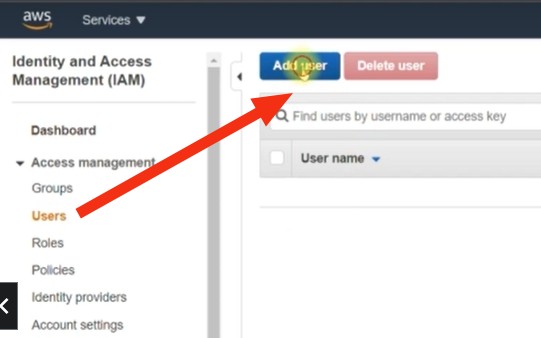 aws
Services
Identity and Access
Management (IAM)
Dashboard
Access management
Groups
Users
Roles
Policies
Identity providers
Account settings
Add user
Delete user
Find users by username or access key
User name